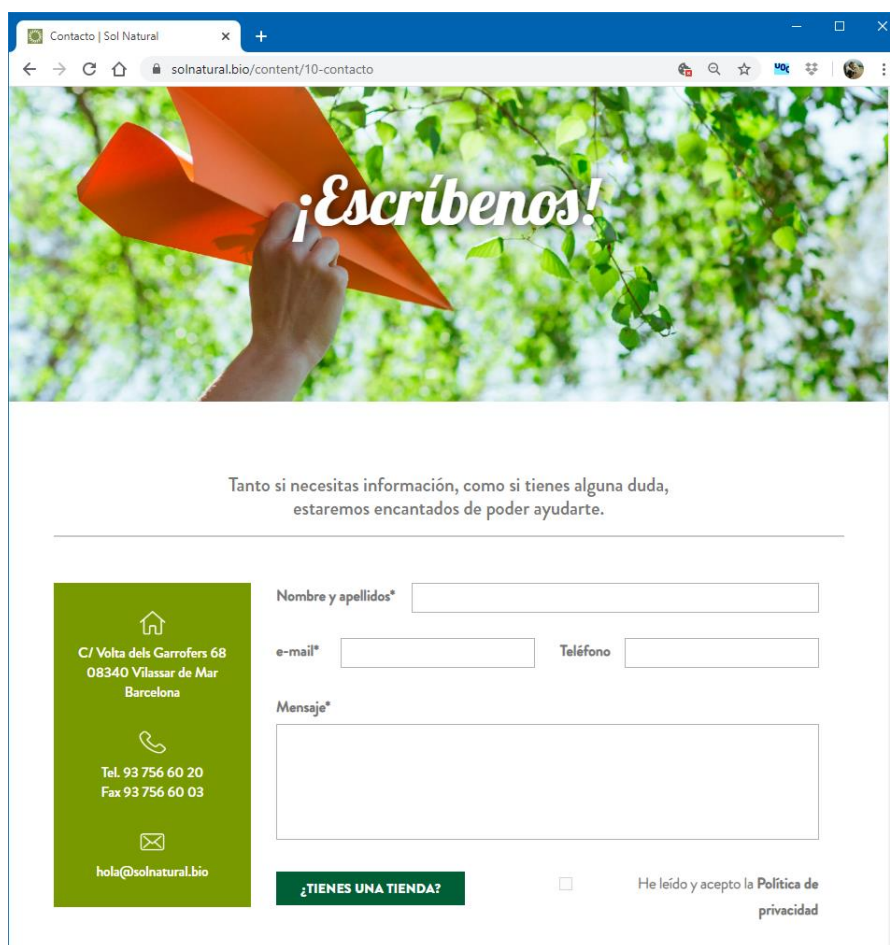 Contacto | Sol Natural
solnatural.bio/content/10-contacto
¡Escríbenos!
Tanto si necesitas información, como si tienes alguna duda,
estaremos encantados de poder ayudarte.
C/ Volta dels Garrofers 68
08340 Vilassar de Mar
Barcelona
Tel. 93 756 60 20
Fax 93 756 60 03
hola@solnatural.bio
Nombre y apellidos*
e-mail* Teléfono
Mensaje*
¿TIENES UNA TIENDA?
He leído y acepto la Política de
privacidad